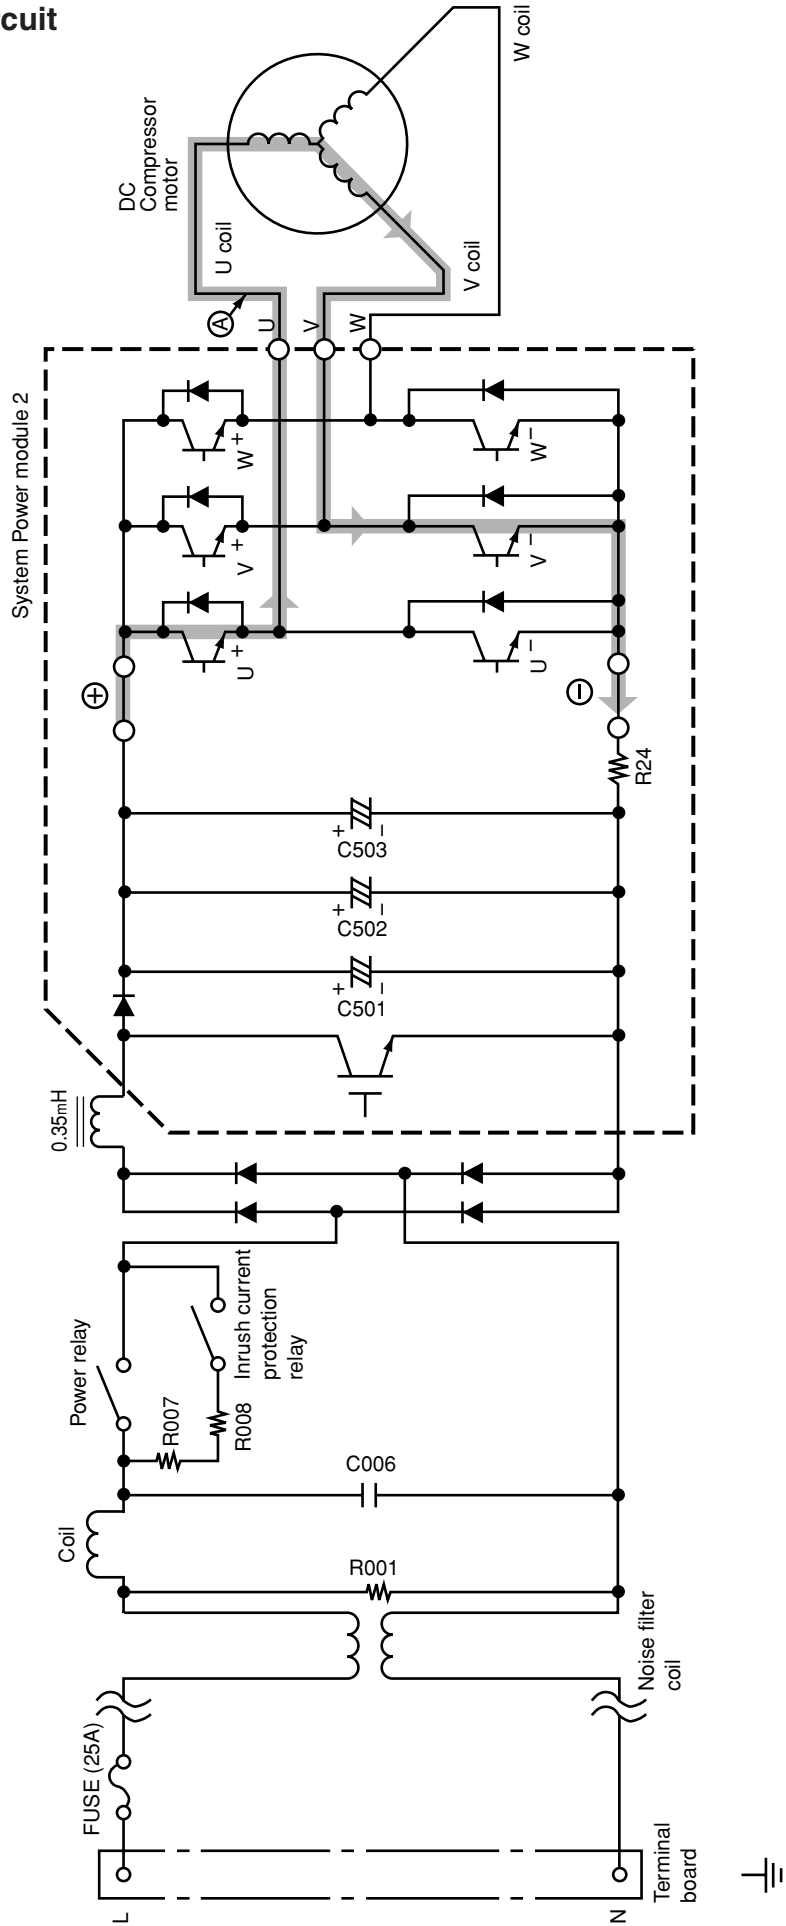 cuit
L
N
Terminal
board
FUSE (25A)
Noise filter
coil
R001
Coil
C006
R007
R008
Power relay
Inrush current
protection
relay
0.35mH
System Power module 2
+
−
C501
+
−
C502
+
−
C503
R24
+
−
U +
V +
W +
U −
V −
W −
U
V
W
A
U coil
V coil
W coil
DC
Compressor
motor